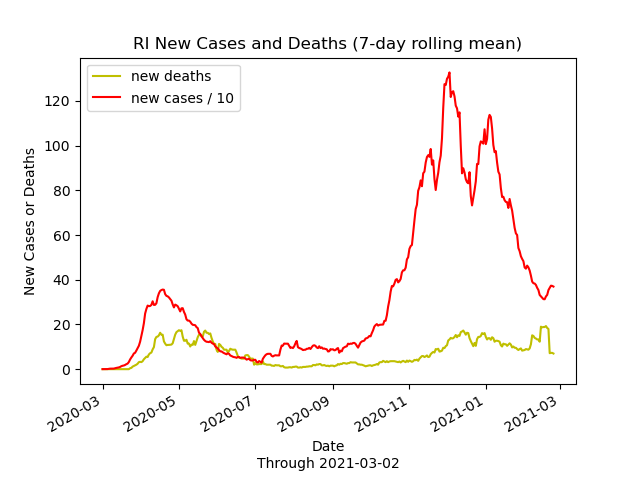 RI New Cases and Deaths (7-day rolling mean)
new deaths
new cases / 10
120
100
80
60
40
20
0
New Cases or Deaths
2020-03
2020-05
2020-07
2020-09
2020-11
2021-01
2021-03
Date
Through 2021-03-02